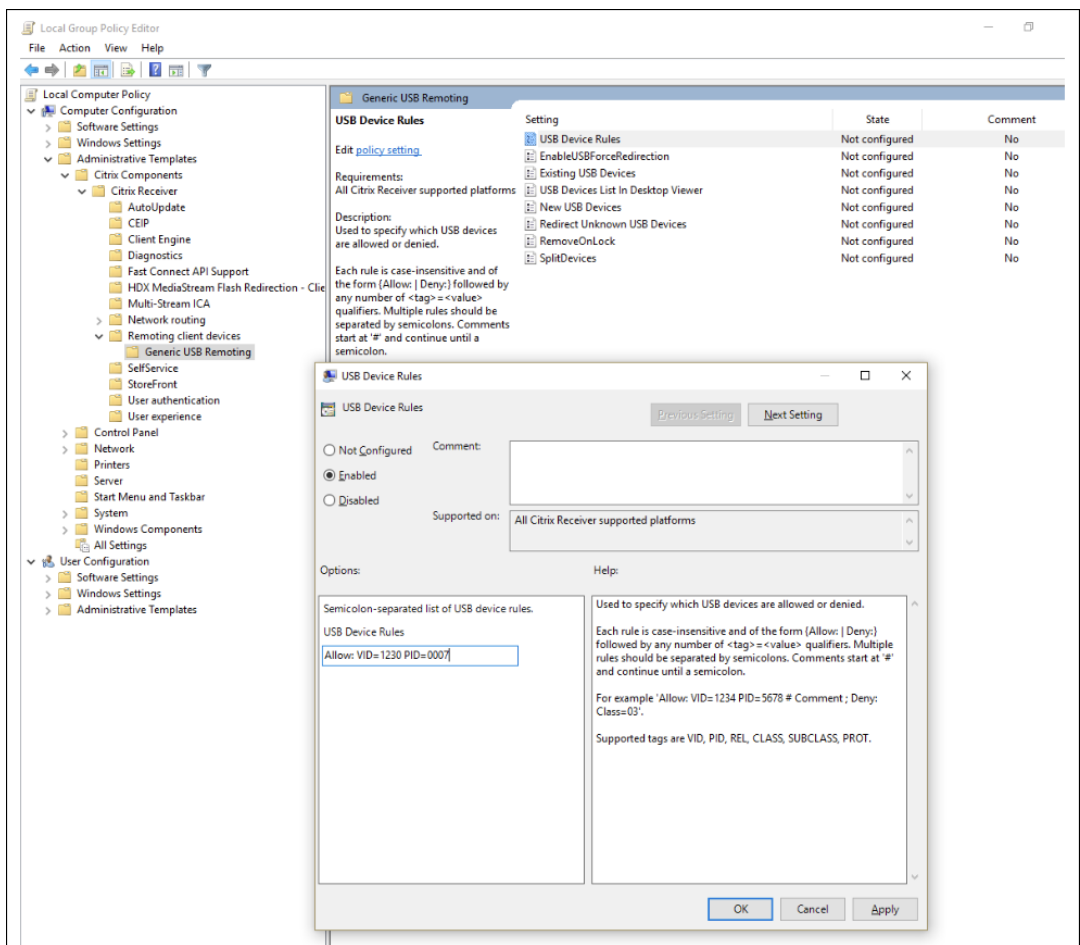 Local Group Policy Editor
File Action View Help
Local Computer Policy
Computer Configuration
Software Settings
Windows Settings
Administrative Templates
Citrix Components
Citrix Receiver
AutoUpdate
CEIP
Client Engine
Diagnostics
Fast Connect API Support
HDX MediaStream Flash Redirection - Clie
Multi-Stream ICA
Network routing
Remoting client devices
Generic USB Remoting
SelfService
StoreFront
User authentication
User experience
Control Panel
Network
Printers
Server
Start Menu and Taskbar
System
Windows Components
All Settings
User Configuration
Software Settings
Windows Settings
Administrative Templates
Generic USB Remoting
USB Device Rules
Edit policy setting
Requirements:
All Citrix Receiver supported platforms
Description:
Used to specify which USB devices
are allowed or denied.
Each rule is case-insensitive and of
the form {Allow: | Deny:} followed by
any number of <tag>=<value>
qualifiers. Multiple rules should be
separated by semicolons. Comments
start at '#' and continue until a
semicolon.
Setting State Comment
USB Device Rules Not configured No
EnableUSBForceRedirection Not configured No
Existing USB Devices Not configured No
USB Devices List In Desktop Viewer Not configured No
New USB Devices Not configured No
Redirect Unknown USB Devices Not configured No
RemoveOnLock Not configured No
SplitDevices Not configured No
USB Device Rules
USB Device Rules
Previous Setting Next Setting
Not Configured Comment:
Enabled
Disabled
Supported on: All Citrix Receiver supported platforms
Options: Help:
Semicolon-separated list of USB device rules.
USB Device Rules
Allow: VID=1230 PID=0007
Used to specify which USB devices are allowed or denied.
Each rule is case-insensitive and of the form {Allow: | Deny:}
followed by any number of <tag>=<value> qualifiers. Multiple
rules should be separated by semicolons. Comments start at '#'
and continue until a semicolon.
For example 'Allow: VID=1234 PID=5678 # Comment ; Deny:
Class=03'.
Supported tags are VID, PID, REL, CLASS, SUBCLASS, PROT.
OK Cancel Apply